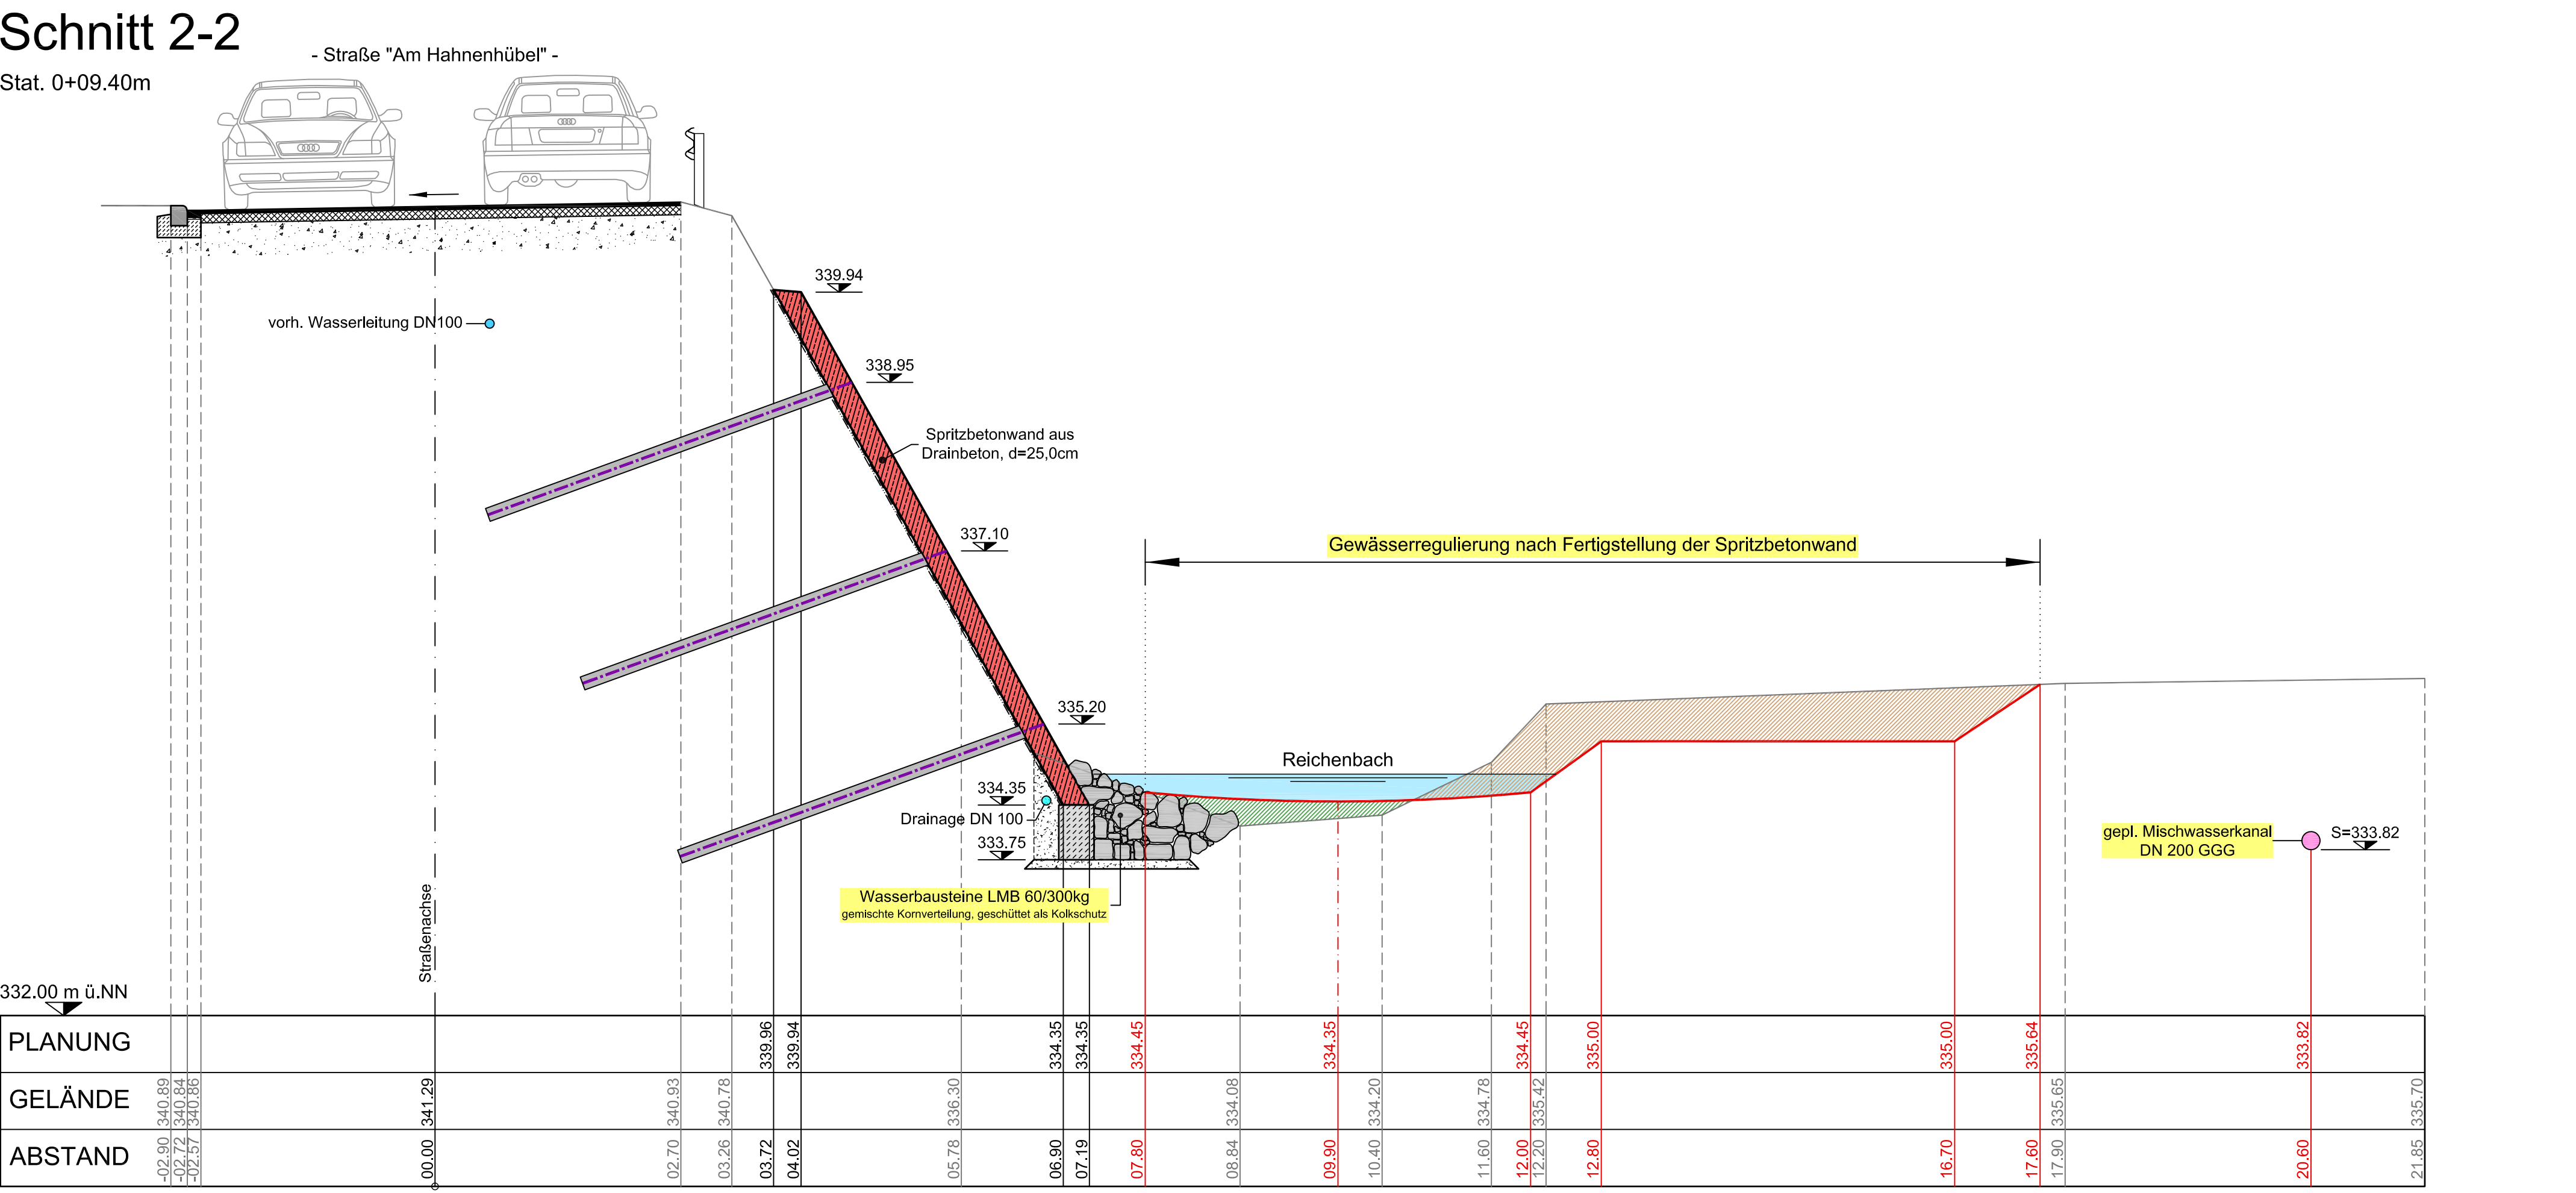 Schnitt 2-2
- Straße "Am Hahnenhübel" -
Stat. 0+09.40m
339.94
vorh. Wasserleitung DN100
338.95
Spritzbetonwand aus
Drainbeton, d=25,0cm
337.10
Gewässerregulierung nach Fertigstellung der Spritzbetonwand
335.20
Reichenbach
334.35
Drainage DN 100
333.75
gepl. Mischwasserkanal
DN 200 GGG
S=333.82
Wasserbausteine LMB 60/300kg
gemischte Kornverteilung, geschüttet als Kolkschutz
Straßenachse
332.00 m ü.NN
PLANUNG 339.96 339.94 334.35 334.35 334.45 334.35 334.45 335.00 335.00 335.64 333.82
GELÄNDE 340.89 340.84 340.86 341.29 340.93 340.78 336.30 334.08 334.20 334.78 335.42 335.65 335.70
ABSTAND -02.90 -02.72 -02.57 00.00 02.70 03.26 03.72 04.02 05.78 06.90 07.19 07.80 08.84 09.90 10.40 11.60 12.00 12.20 12.80 16.70 17.60 17.90 20.60 21.85